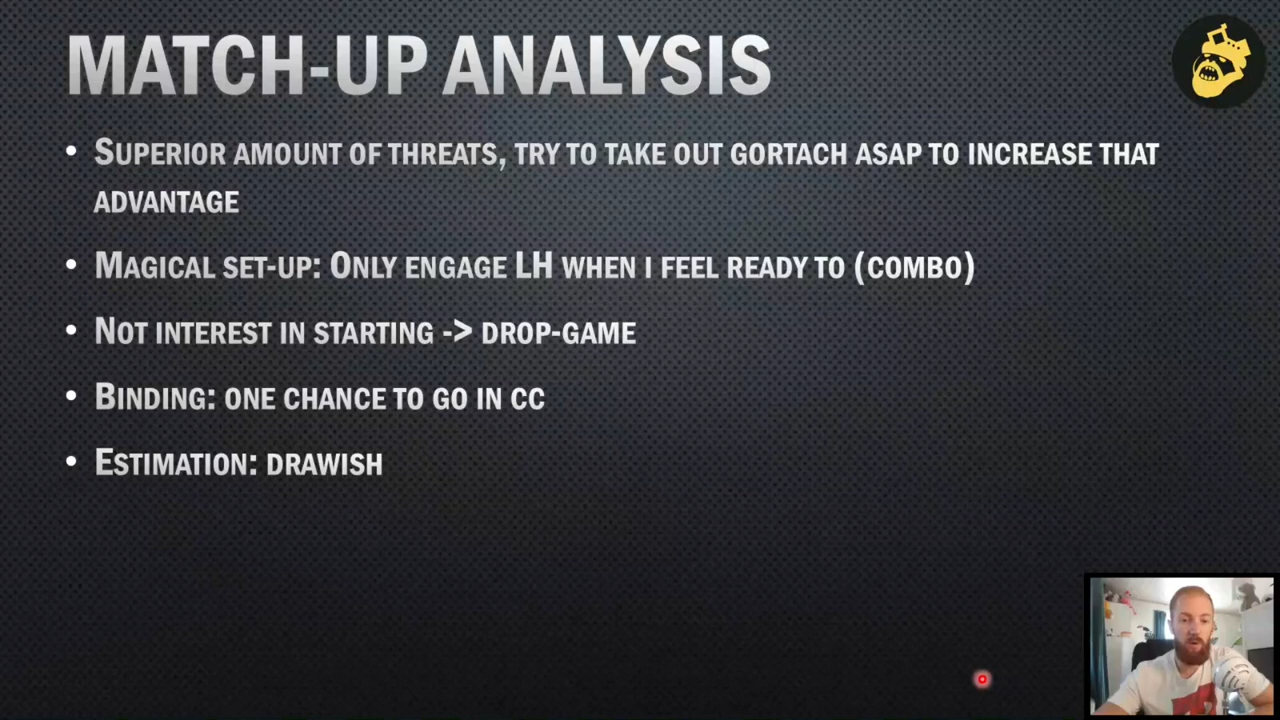 MATCH-UP ANALYSIS
• SUPERIOR AMOUNT OF THREATS, TRY TO TAKE OUT GORTACH ASAP TO INCREASE THAT
ADVANTAGE
• MAGICAL SET-UP: ONLY ENGAGE LH WHEN I FEEL READY TO (COMBO)
• NOT INTEREST IN STARTING -> DROP-GAME
• BINDING: ONE CHANCE TO GO IN CC
• ESTIMATION: DRAWISH